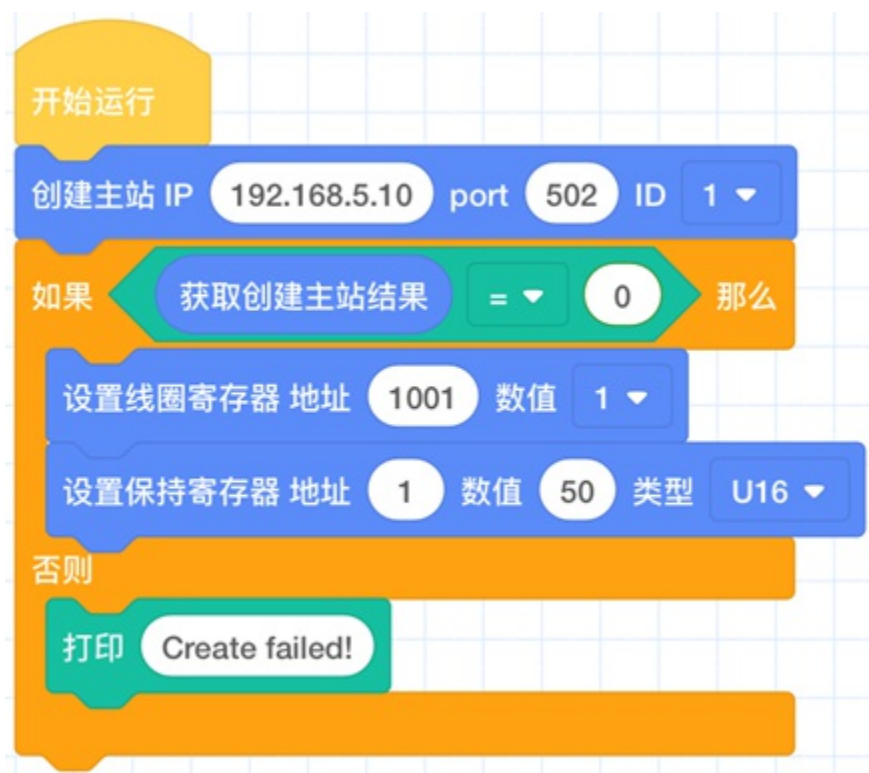 开始运行
创建主站 IP 192.168.5.10 port 502 ID 1
如果 获取创建主站结果 = 0 那么
设置线圈寄存器 地址 1001 数值 1
设置保持寄存器 地址 1 数值 50 类型 U16
否则
打印 Create failed!